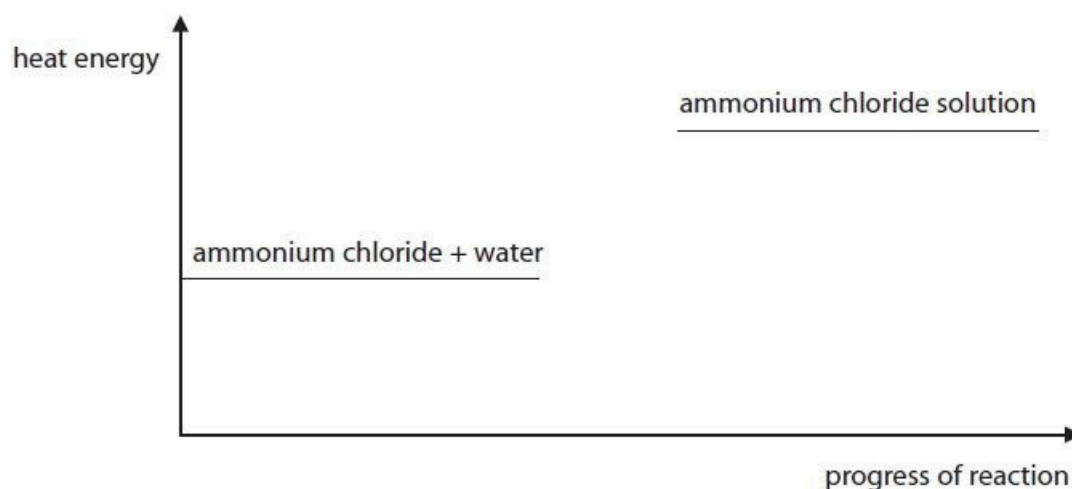 heat energy
ammonium chloride solution
ammonium chloride + water
progress of reaction